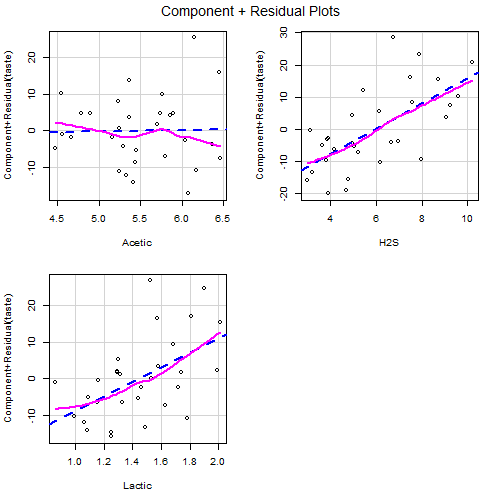 Component + Residual Plots
Component+Residual(taste)
20
10
0
-10
4.5 5.0 5.5 6.0 6.5
Acetic
Component+Residual(taste)
30
20
10
0
-10
-20
4 6 8 10
H2S
Component+Residual(taste)
20
10
0
-10
1.0 1.2 1.4 1.6 1.8 2.0
Lactic